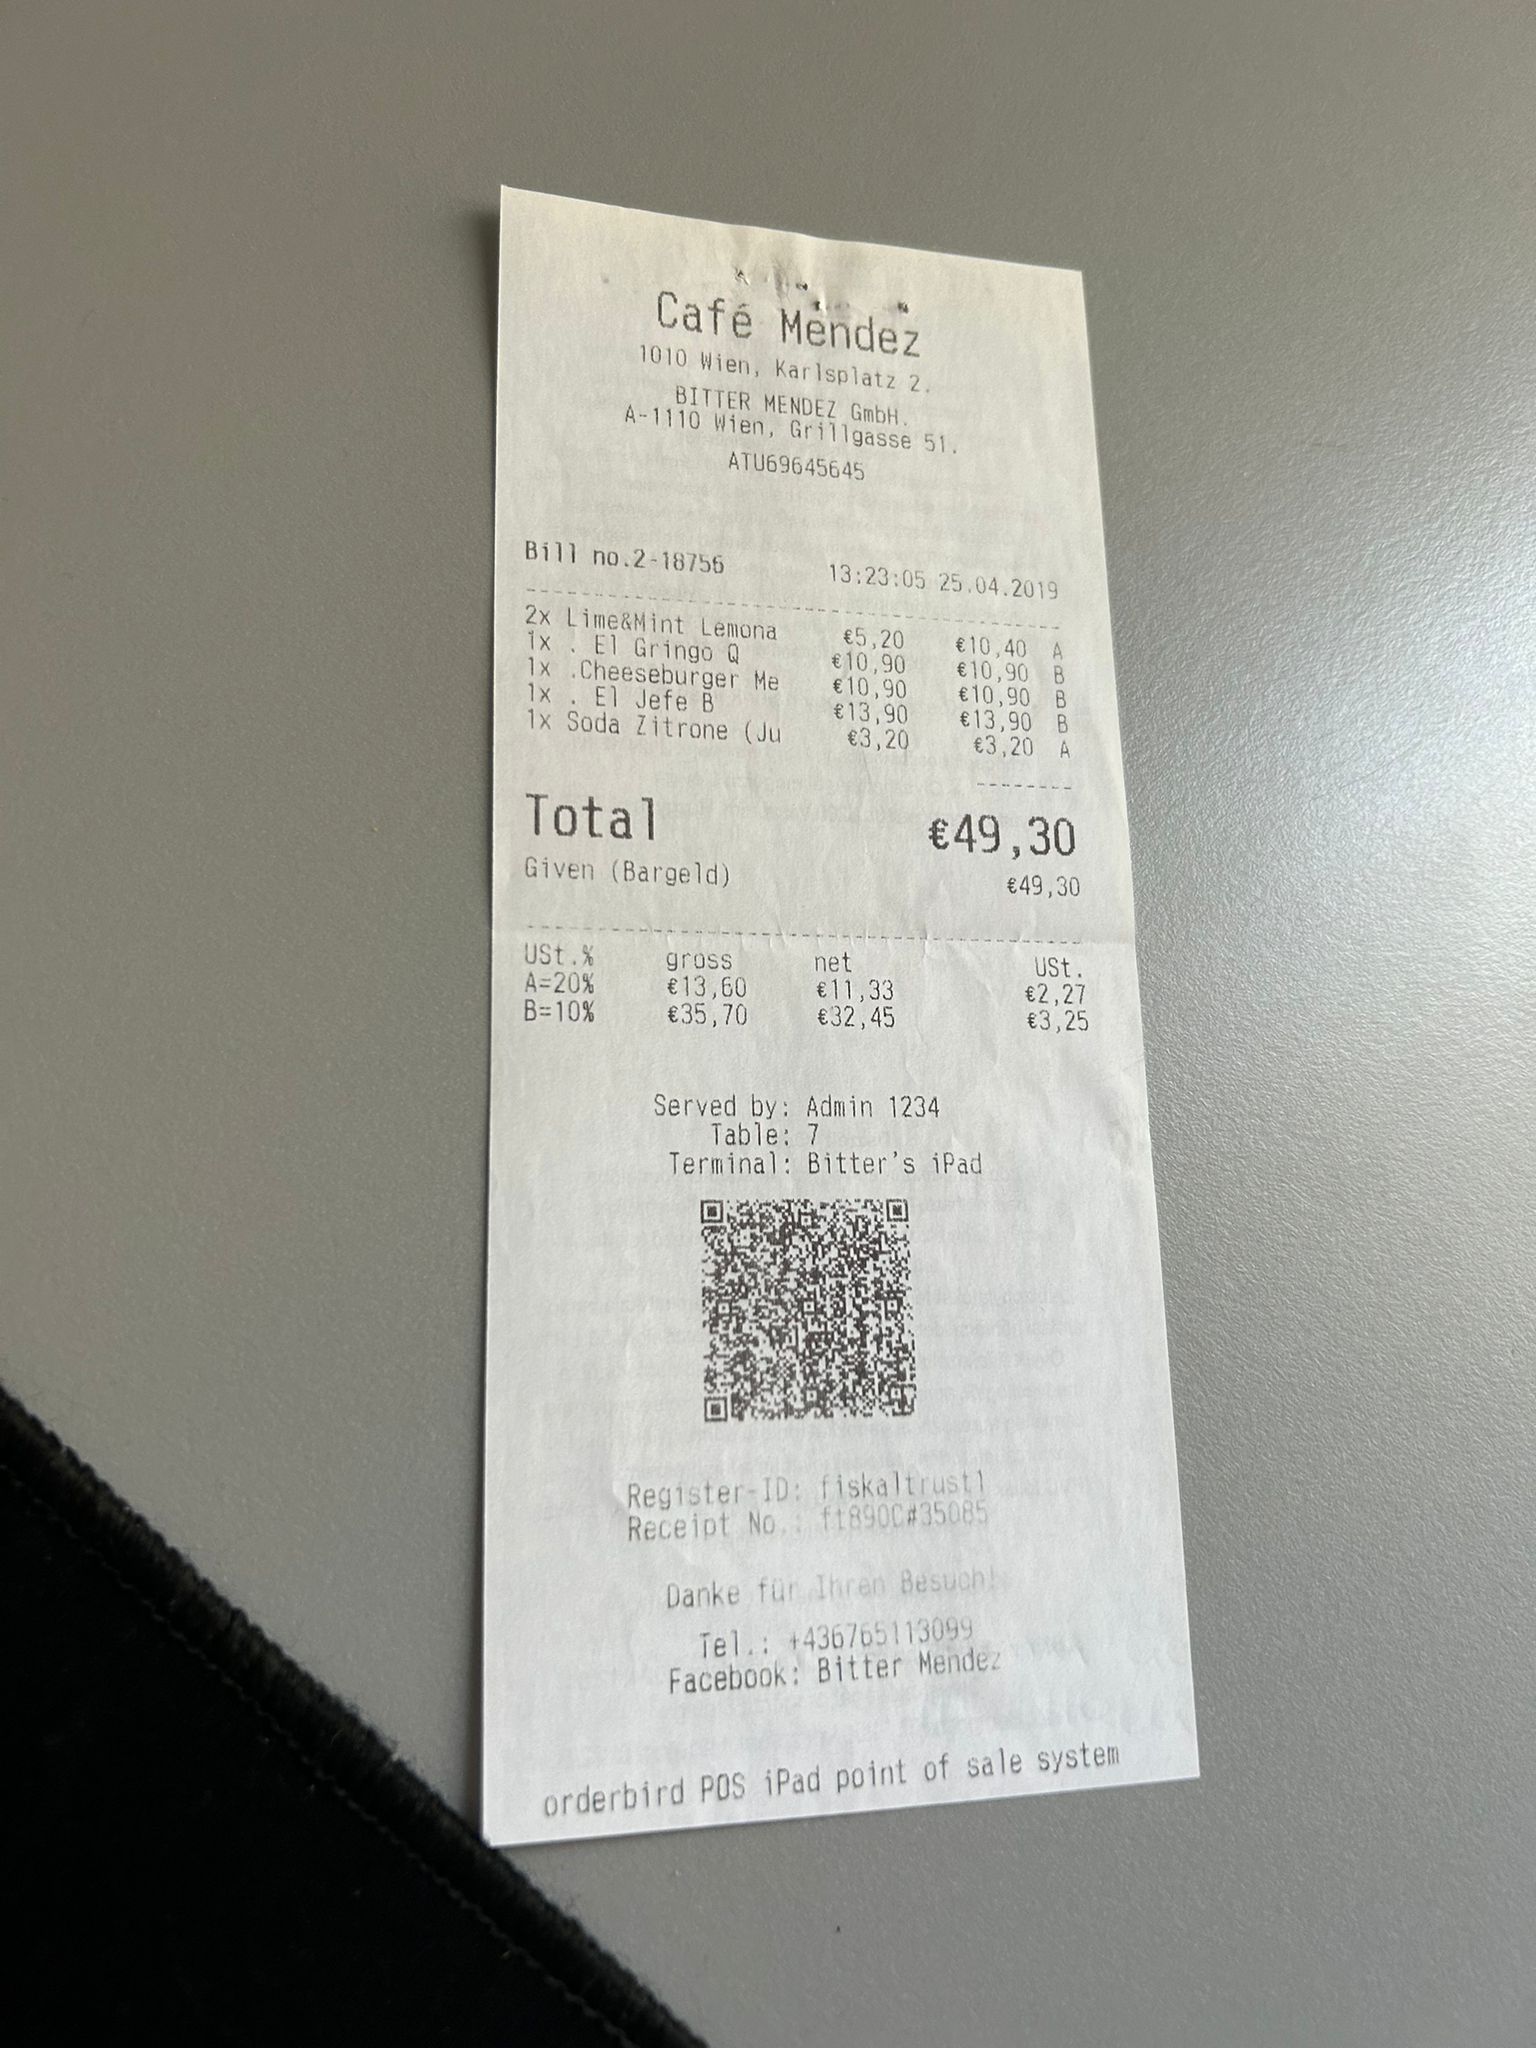 Café Mendez
1010 Wien, Karlsplatz 2.
BITTER MENDEZ GmbH.
A-1110 Wien, Grillgasse 51.
ATU69645645
Bill no.2-18756 13:23:05 25.04.2019
2x Lime&Mint Lemona €5,20 €10,40 A
1x . El Gringo Q €10,90 €10,90 B
1x .Cheeseburger Me €10,90 €10,90 B
1x . El Jefe B €13,90 €13,90 B
1x Soda Zitrone (Ju €3,20 €3,20 A
Total €49,30
Given (Bargeld) €49,30
USt.% gross net USt.
A=20% €13,60 €11,33 €2,27
B=10% €35,70 €32,45 €3,25
Served by: Admin 1234
Table: 7
Terminal: Bitter's iPad
Register-ID: fiskaltrust1
Receipt No.: ft890C#35085
Danke für Ihren Besuch!
Tel.: +436765113099
Facebook: Bitter Mendez
orderbird POS iPad point of sale system